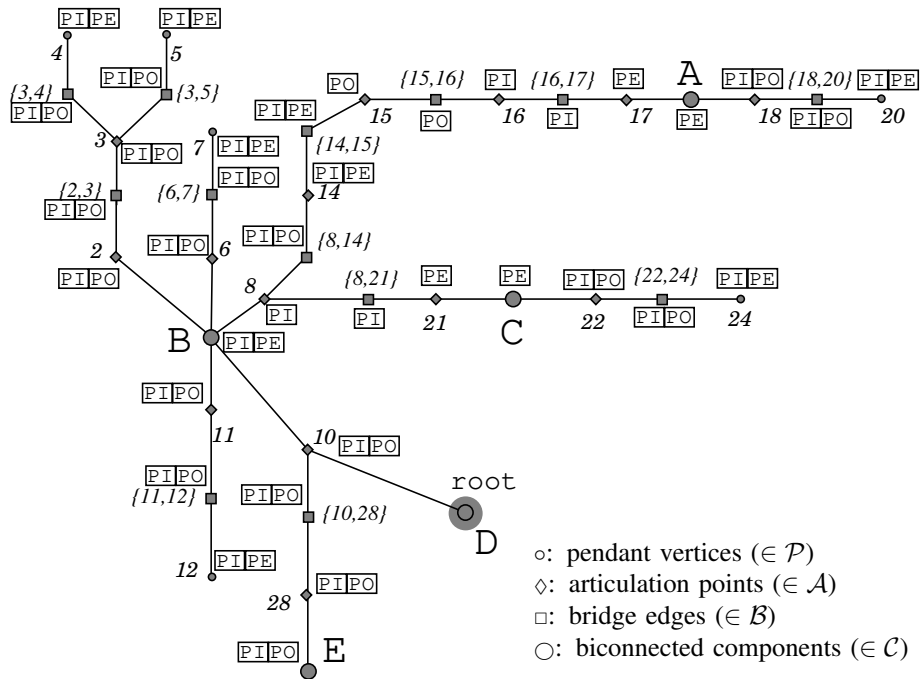 PI PE PI PE
4 5
PI PO
{3,4} {3,5}
PI PO
3 PI PO
7 PI PE
{2,3} {6,7} PI PO
PI PO
2 PI PO 6
PI PO
PO {15,16} PI {16,17} PE A PI PO {18,20} PI PE
PI PE 15 PO 16 PI 17 PE 18 PI PO 20
{14,15}
PI PE
14
PI PO {8,14}
8 {8,21} PE PE PI PO {22,24} PI PE
PI PI 21 C 22 PI PO 24
B PI PE
PI PO
11 10 PI PO
PI PO root
{11,12} PI PO {10,28}
D
12 PI PE
28 PI PO
PI PO E
○: pendant vertices (∈ 𝒫)
◇: articulation points (∈ 𝒜)
□: bridge edges (∈ ℬ)
◯: biconnected components (∈ 𝒞)